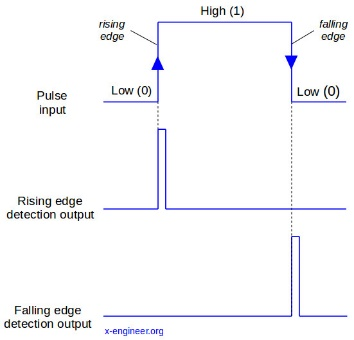 High (1)
rising
edge
falling
edge
Low (0)
Low (0)
Pulse
input
Rising edge
detection output
Falling edge
detection output
x-engineer.org